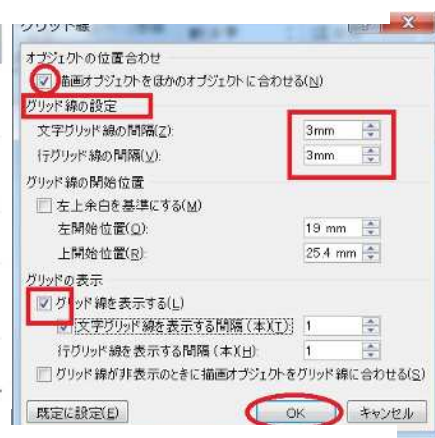 グリッド線
オブジェクトの位置合わせ
描画オブジェクトをほかのオブジェクトに合わせる(N)
グリッド線の設定
文字グリッド線の間隔(Z): 3mm
行グリッド線の間隔(V): 3mm
グリッド線の開始位置
左上余白を基準にする(M)
左開始位置(O): 19 mm
上開始位置(R): 25.4 mm
グリッドの表示
グリッド線を表示する(L)
文字グリッド線を表示する間隔(本)(T): 1
行グリッド線を表示する間隔(本)(H): 1
グリッド線が非表示のときに描画オブジェクトをグリッド線に合わせる(S)
既定に設定(E) OK キャンセル